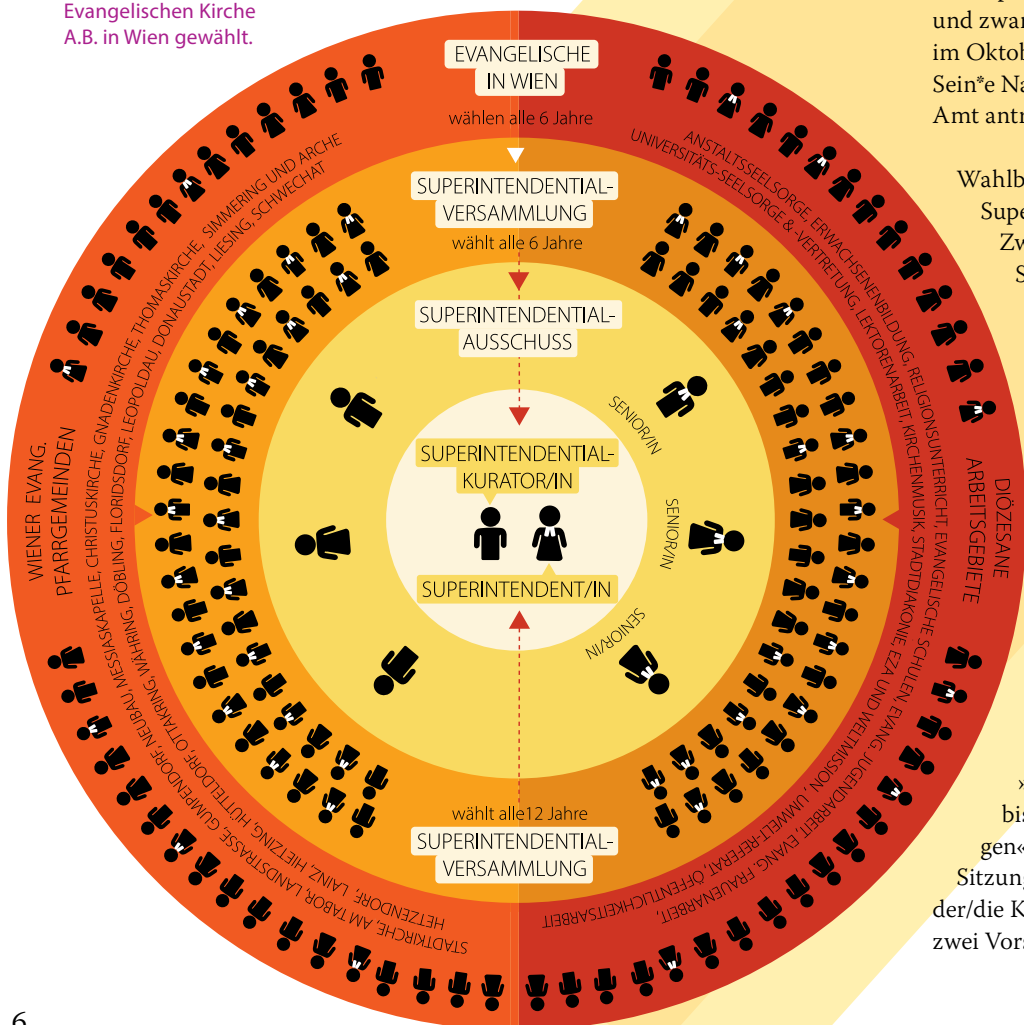 Evangelischen Kirche
A.B. in Wien gewählt.
und zwar
im Oktob
Sein*e Na
Amt antr
Wahlb
Supe
Zw
S
EVANGELISCHE
IN WIEN
wählen alle 6 Jahre
SUPERINTENDENTIAL-
VERSAMMLUNG
wählt alle 6 Jahre
SUPERINTENDENTIAL-
AUSSCHUSS
SUPERINTENDENTIAL-
KURATOR/IN
SUPERINTENDENT/IN
SENIOR/IN
SENIOR/IN
SENIOR/IN
wählt alle12 Jahre
SUPERINTENDENTIAL-
VERSAMMLUNG
WIENER EVANG.
PFARRGEMEINDEN
STADTKIRCHE, AM TABOR, LANDSTRASSE, GUMPENDORF, NEUBAU, MESSIASKAPELLE, CHRISTUSKIRCHE, GNADENKIRCHE, THOMASKIRCHE, SIMMERING UND ARCHE
HETZENDORF, LAINZ, HIETZING, HÜTTELDORF, OTTAKRING, WÄHRING, DÖBLING, FLORIDSDORF, LEOPOLDAU, DONAUSTADT, LIESING, SCHWECHAT
DIÖZESANE
ARBEITSGEBIETE
ANSTALTSSEELSORGE, ERWACHSENENBILDUNG, RELIGIONSUNTERRICHT, EVANGELISCHE SCHULEN, EVANG. JUGENDARBEIT, EVANG. FRAUENARBEIT,
UNIVERSITÄTS-SEELSORGE & -VERTRETUNG, LEKTORENARBEIT, KIRCHENMUSIK, STADTDIAKONIE, EZA UND WELTMISSION, UMWELT-REFERAT, ÖFFENTLICHKEITSARBEIT
»
bis
gen«
Sitzung
der/die K
zwei Vors
6